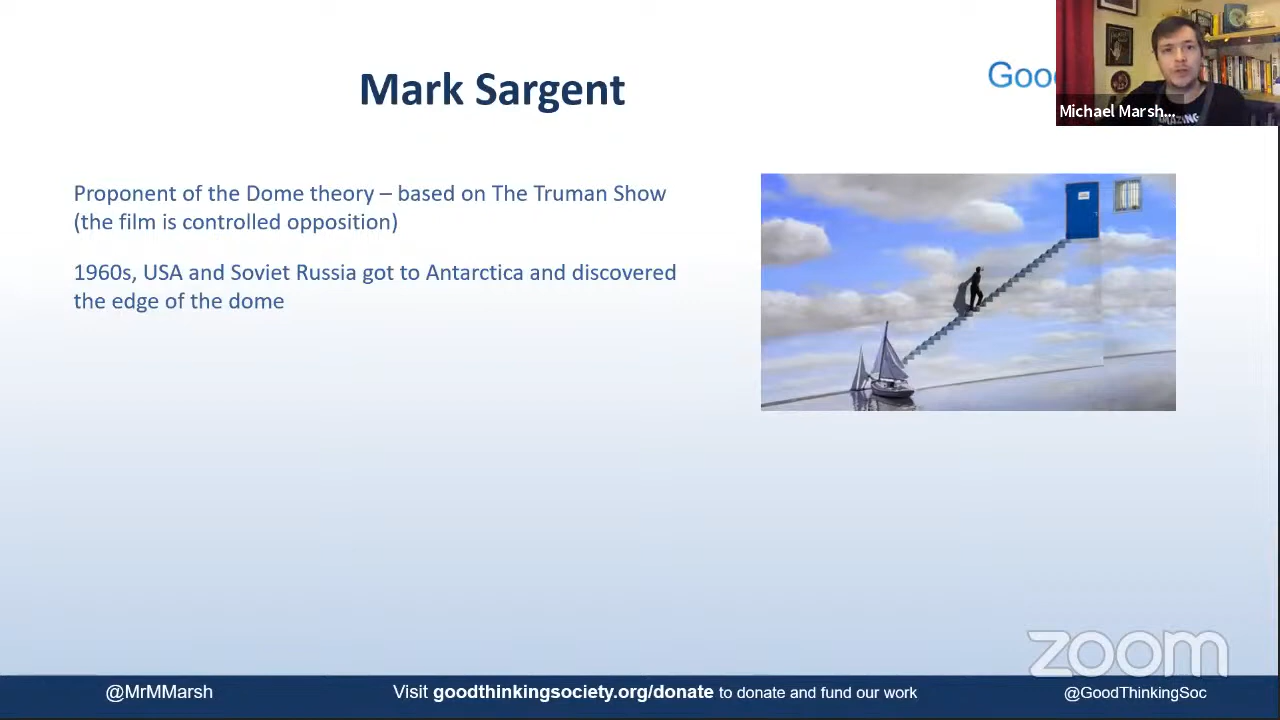 Mark Sargent
Good
Michael Marsh...
Proponent of the Dome theory – based on The Truman Show
(the film is controlled opposition)
1960s, USA and Soviet Russia got to Antarctica and discovered
the edge of the dome
zoom
@MrMMarsh
Visit goodthinkingsociety.org/donate to donate and fund our work
@GoodThinkingSoc